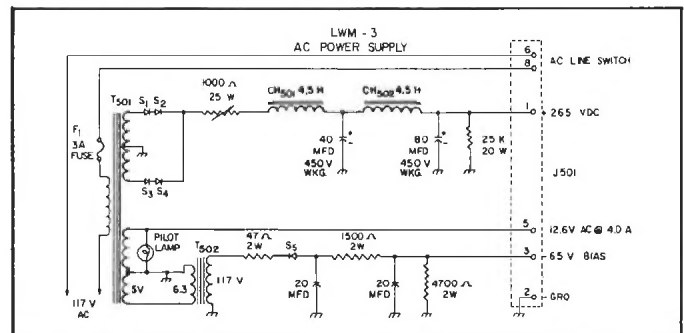 LWM - 3
AC POWER SUPPLY
6
8
AC LINE SWITCH
1000 Ω
25 W
CH501 4.5 H
CH502 4.5 H
T501
S1 S2
1
+ 265 VDC
F1
3A
FUSE
40
MFD
450 V
WKG.
80
MFD
450 V
WKG.
25 K
20 W
J501
S3 S4
5
12.6V AC @ 4.0 A
PILOT
LAMP
T502
47 Ω
2W
S5
1500 Ω
2W
3
- 65 V BIAS
5V
6.3
117 V
20
MFD
20
MFD
4700 Ω
2W
2
GRD
117 V
AC